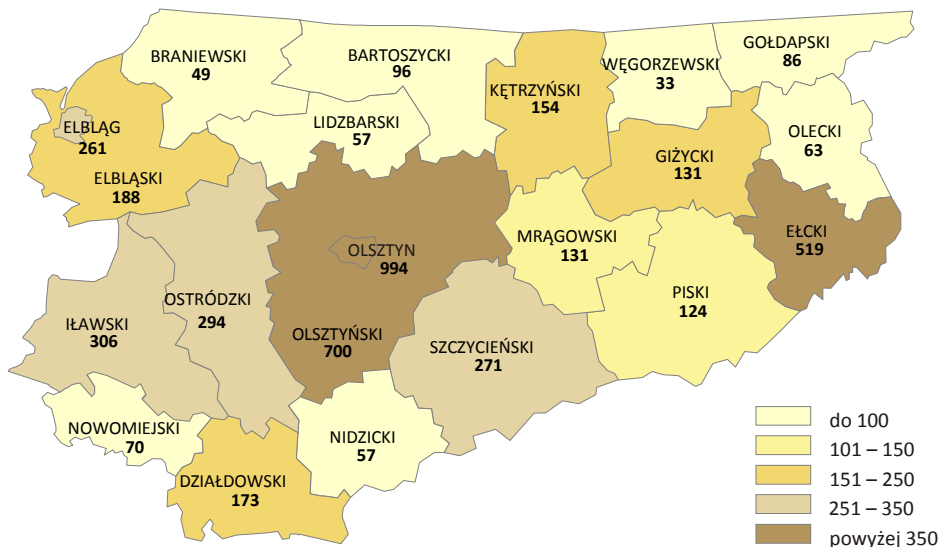 BRANIEWSKI
49
BARTOSZYCKI
96
KĘTRZYŃSKI
154
WĘGORZEWSKI
33
GOŁDAPSKI
86
ELBLĄG
261
LIDZBARSKI
57
GIŻYCKI
131
OLECKI
63
ELBLĄSKI
188
OLSZTYN
994
MRĄGOWSKI
131
EŁCKI
519
IŁAWSKI
306
OSTRÓDZKI
294
OLSZTYŃSKI
700
SZCZYCIEŃSKI
271
PISKI
124
NOWOMIEJSKI
70
NIDZICKI
57
DZIAŁDOWSKI
173
do 100
101 – 150
151 – 250
251 – 350
powyżej 350